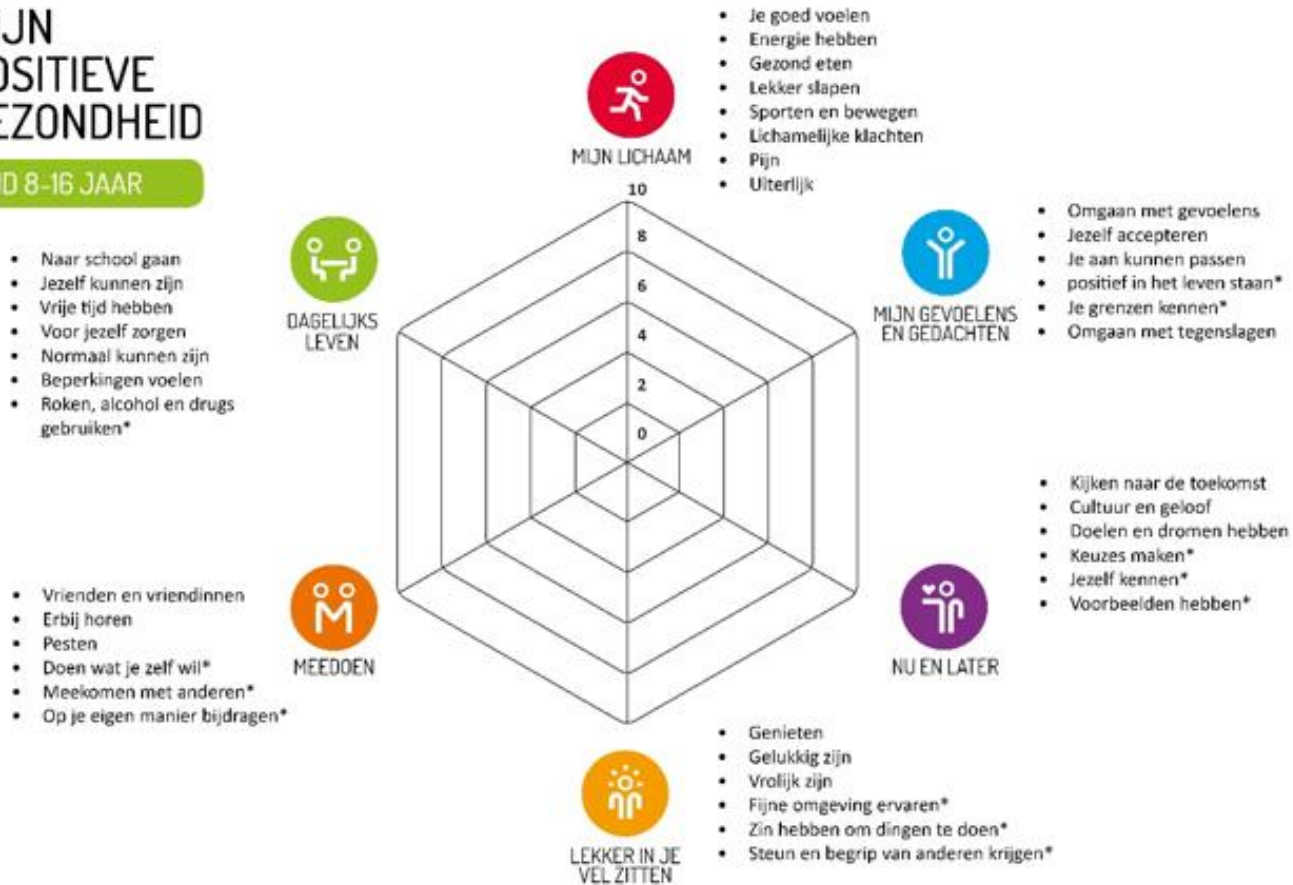 IJN
OSITIEVE
EZONDHEID
ND 8-16 JAAR
MIJN LICHAAM
• Je goed voelen
• Energie hebben
• Gezond eten
• Lekker slapen
• Sporten en bewegen
• Lichamelijke klachten
• Pijn
• Uiterlijk
MIJN GEVOELENS
EN GEDACHTEN
• Omgaan met gevoelens
• Jezelf accepteren
• Je aan kunnen passen
• positief in het leven staan*
• Je grenzen kennen*
• Omgaan met tegenslagen
NU EN LATER
• Kijken naar de toekomst
• Cultuur en geloof
• Doelen en dromen hebben
• Keuzes maken*
• Jezelf kennen*
• Voorbeelden hebben*
LEKKER IN JE
VEL ZITTEN
• Genieten
• Gelukkig zijn
• Vrolijk zijn
• Fijne omgeving ervaren*
• Zin hebben om dingen te doen*
• Steun en begrip van anderen krijgen*
MEEDOEN
• Vrienden en vriendinnen
• Erbij horen
• Pesten
• Doen wat je zelf wil*
• Meekomen met anderen*
• Op je eigen manier bijdragen*
DAGELIJKS
LEVEN
• Naar school gaan
• Jezelf kunnen zijn
• Vrije tijd hebben
• Voor jezelf zorgen
• Normaal kunnen zijn
• Beperkingen voelen
• Roken, alcohol en drugs
gebruiken*
10
8
6
4
2
0